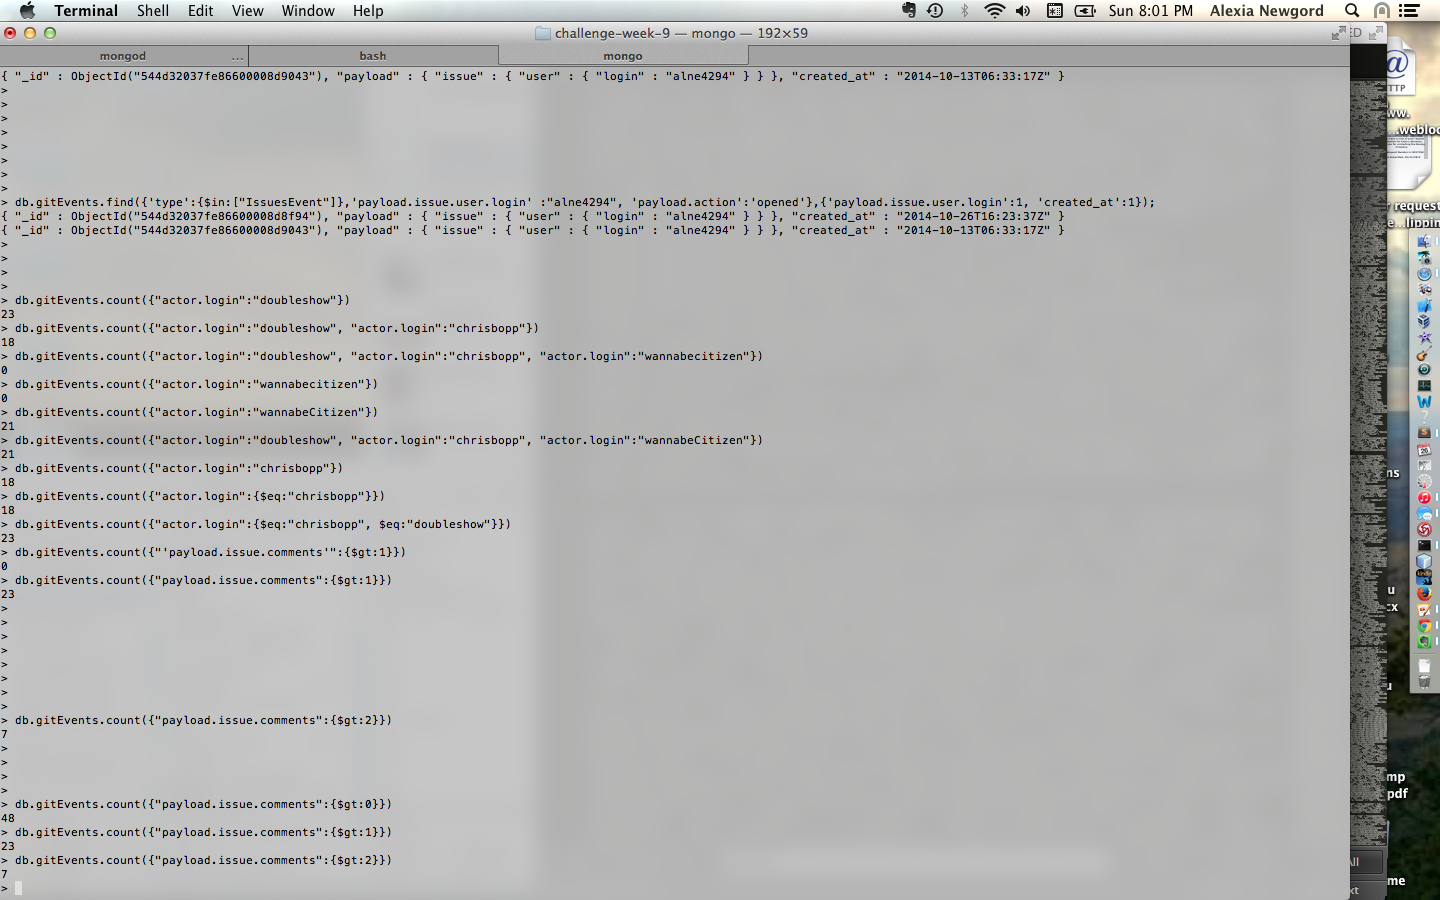 Terminal Shell Edit View Window Help Sun 8:01 PM Alexia Newgord
challenge-week-9 — mongo — 192×59
mongod ... bash mongo
{ "_id" : ObjectId("544d32037fe86600008d9043"), "payload" : { "issue" : { "user" : { "login" : "alne4294" } } }, "created_at" : "2014-10-13T06:33:17Z" }
>
>
>
>
>
>
>
>
> db.gitEvents.find({'type':{$in:["IssuesEvent"]},'payload.issue.user.login' :"alne4294", 'payload.action':'opened'},{'payload.issue.user.login':1, 'created_at':1});
{ "_id" : ObjectId("544d32037fe86600008d8f94"), "payload" : { "issue" : { "user" : { "login" : "alne4294" } } }, "created_at" : "2014-10-26T16:23:37Z" }
{ "_id" : ObjectId("544d32037fe86600008d9043"), "payload" : { "issue" : { "user" : { "login" : "alne4294" } } }, "created_at" : "2014-10-13T06:33:17Z" }
>
>
>
> db.gitEvents.count({"actor.login":"doubleshow"})
23
> db.gitEvents.count({"actor.login":"doubleshow", "actor.login":"chrisbopp"})
18
> db.gitEvents.count({"actor.login":"doubleshow", "actor.login":"chrisbopp", "actor.login":"wannabecitizen"})
0
> db.gitEvents.count({"actor.login":"wannabecitizen"})
0
> db.gitEvents.count({"actor.login":"wannabeCitizen"})
21
> db.gitEvents.count({"actor.login":"doubleshow", "actor.login":"chrisbopp", "actor.login":"wannabeCitizen"})
21
> db.gitEvents.count({"actor.login":"chrisbopp"})
18
> db.gitEvents.count({"actor.login":{$eq:"chrisbopp"}})
18
> db.gitEvents.count({"actor.login":{$eq:"chrisbopp", $eq:"doubleshow"}})
23
> db.gitEvents.count({"'payload.issue.comments'":{$gt:1}})
0
> db.gitEvents.count({"payload.issue.comments":{$gt:1}})
23
>
>
>
>
>
>
>
>
> db.gitEvents.count({"payload.issue.comments":{$gt:2}})
7
>
>
>
>
> db.gitEvents.count({"payload.issue.comments":{$gt:0}})
48
> db.gitEvents.count({"payload.issue.comments":{$gt:1}})
23
> db.gitEvents.count({"payload.issue.comments":{$gt:2}})
7
>
ED
TTP
ww.
...webloc
r request
e...lippin
ns
u
cx
u
mp
pdf
All
me
xt